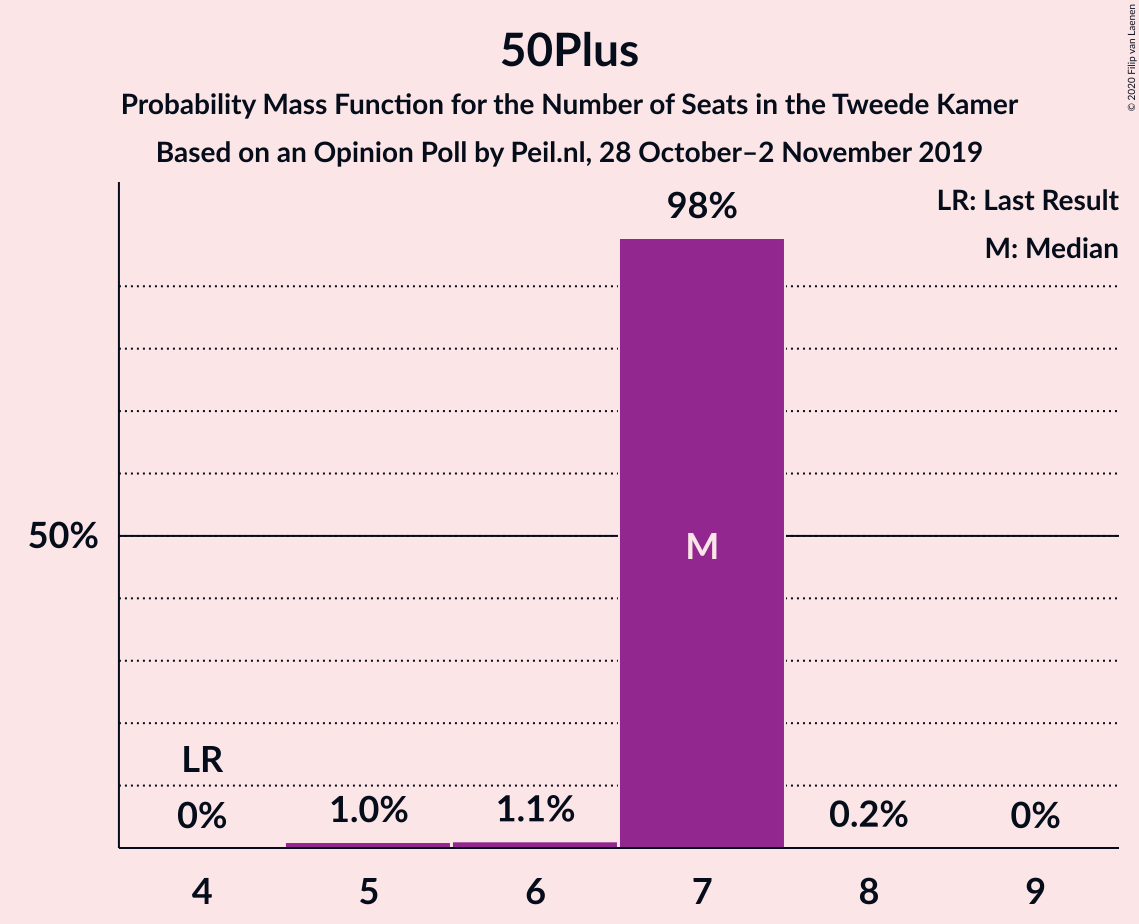 50Plus
Probability Mass Function for the Number of Seats in the Tweede Kamer
Based on an Opinion Poll by Peil.nl, 28 October–2 November 2019
© 2020 Filip van Laenen
LR: Last Result
M: Median
98%
50%
M
LR
0%
1.0%
1.1%
0.2%
0%
4
5
6
7
8
9